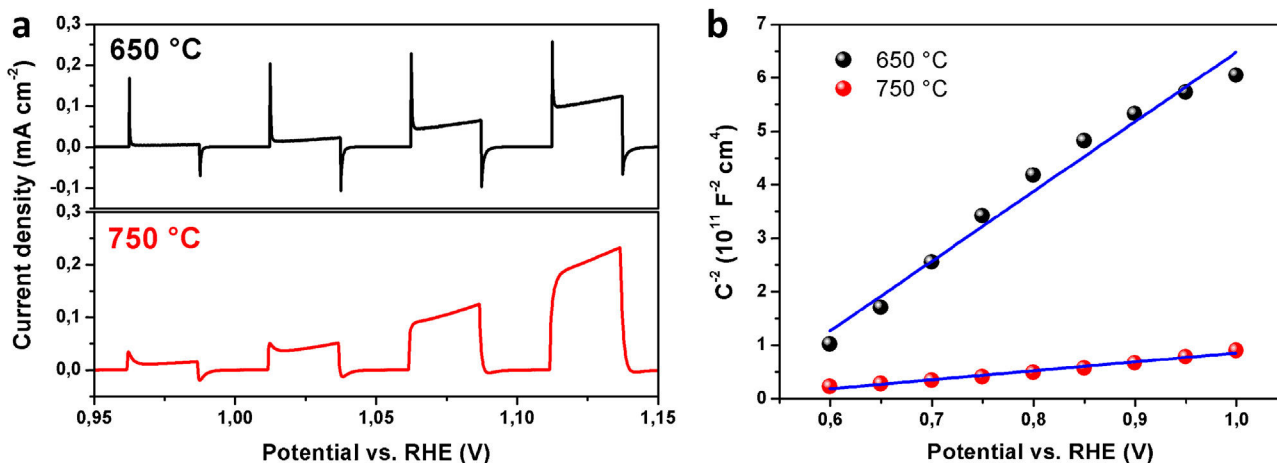 a
650 °C
0,3
0,2
0,1
0,0
-0,1
0,3
750 °C
0,2
0,1
0,0
Current density (mA cm⁻²)
0,95 1,00 1,05 1,10 1,15
Potential vs. RHE (V)
b
7
6
5
4
3
2
1
0
C⁻² (10¹¹ F⁻² cm⁴)
650 °C
750 °C
0,6 0,7 0,8 0,9 1,0
Potential vs. RHE (V)